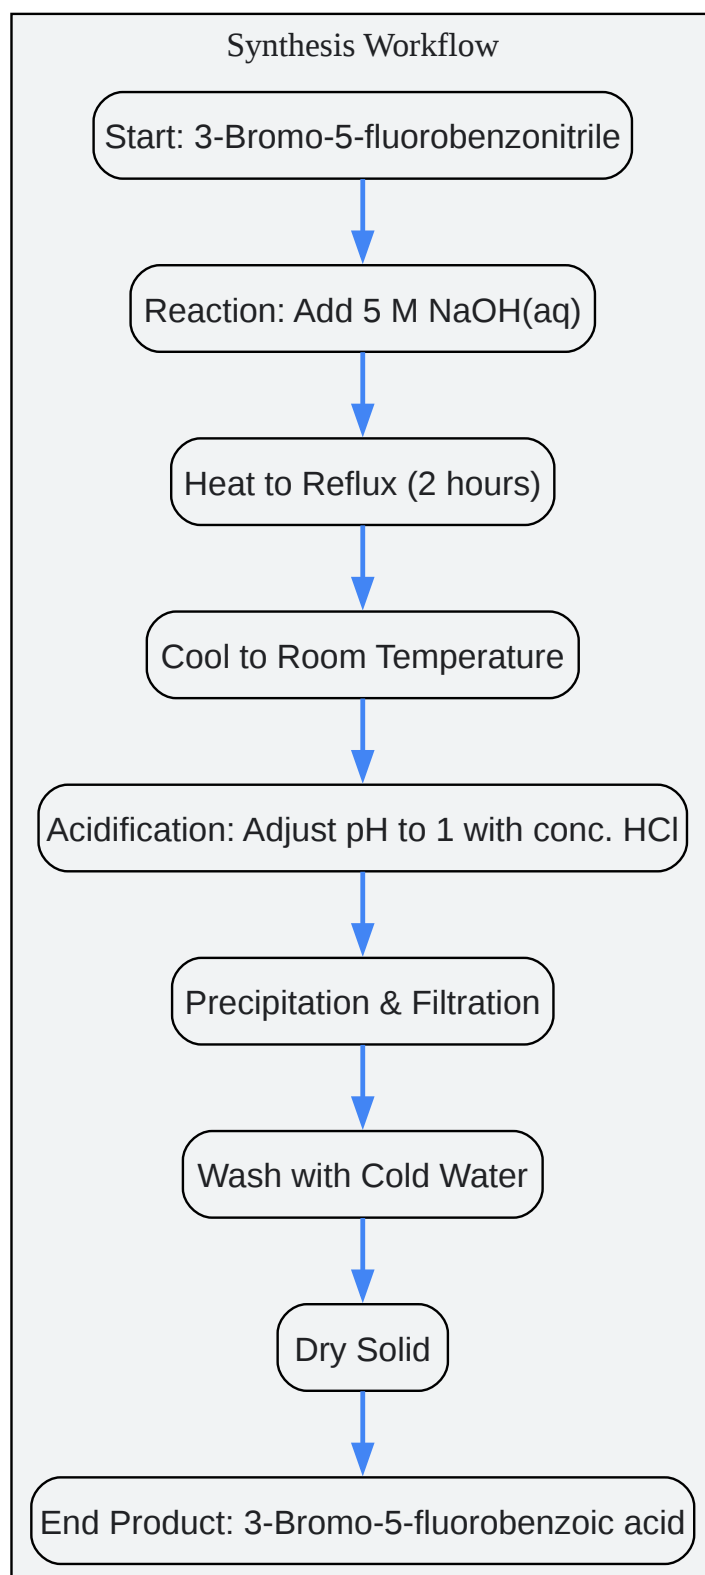 Synthesis Workflow
Start: 3-Bromo-5-fluorobenzonitrile
Reaction: Add 5 M NaOH(aq)
Heat to Reflux (2 hours)
Cool to Room Temperature
Acidification: Adjust pH to 1 with conc. HCl
Precipitation & Filtration
Wash with Cold Water
Dry Solid
End Product: 3-Bromo-5-fluorobenzoic acid